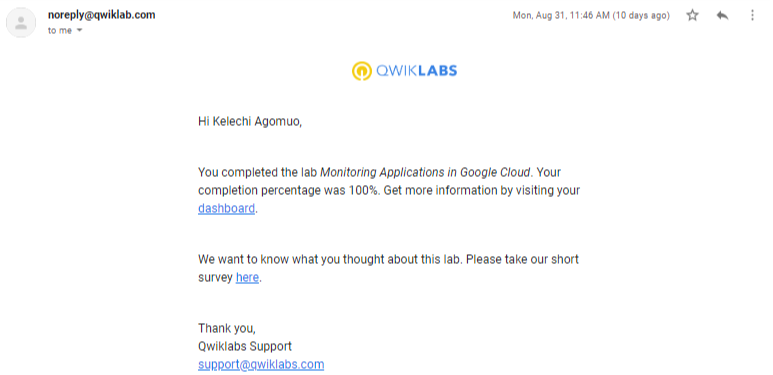 noreply@qwiklab.com
Mon, Aug 31, 11:46 AM (10 days ago)
to me
QWIKLABS
Hi Kelechi Agomuo,
You completed the lab Monitoring Applications in Google Cloud. Your
completion percentage was 100%. Get more information by visiting your
dashboard.
We want to know what you thought about this lab. Please take our short
survey here.
Thank you,
Qwiklabs Support
support@qwiklabs.com